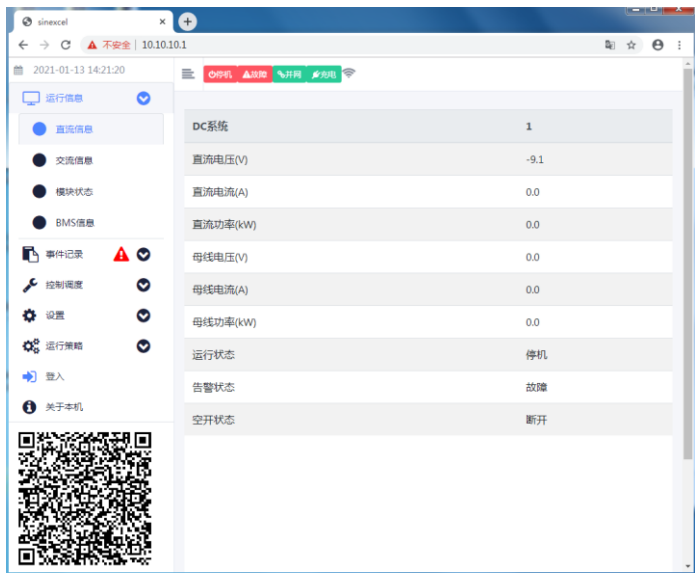 sinexcel
不安全 10.10.10.1
2021-01-13 14:21:20
停机 故障 并网 充电
运行信息
直流信息
交流信息
模块状态
BMS信息
事件记录
控制调度
设置
运行策略
登入
关于本机
DC系统 1
直流电压(V) -9.1
直流电流(A) 0.0
直流功率(kW) 0.0
母线电压(V) 0.0
母线电流(A) 0.0
母线功率(kW) 0.0
运行状态 停机
告警状态 故障
空开状态 断开